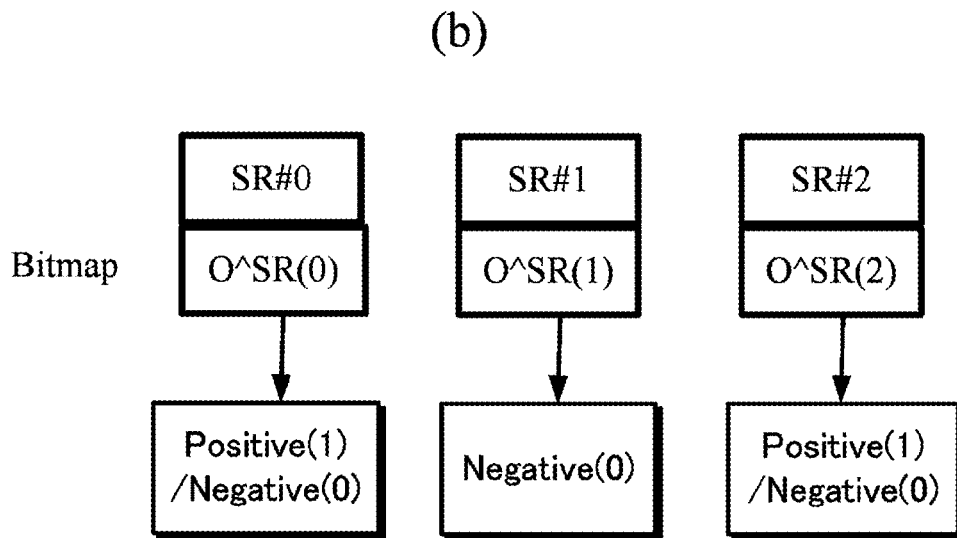 (b)
SR#0 SR#1 SR#2
Bitmap O^SR(0) O^SR(1) O^SR(2)
Positive(1)
/Negative(0)
Negative(0)
Positive(1)
/Negative(0)